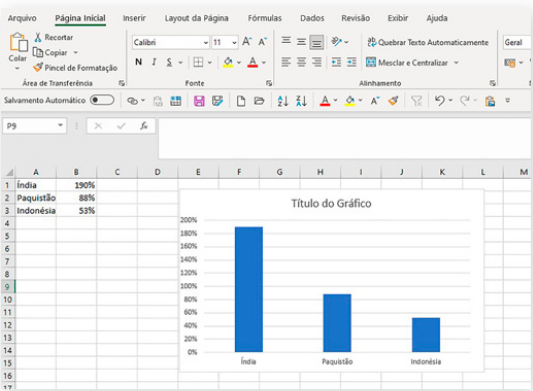 Arquivo Página Inicial Inserir Layout da Página Fórmulas Dados Revisão Exibir Ajuda
Recortar
Copiar
Pincel de Formatação
Colar
Calibri 11 A A
N I S A
Quebrar Texto Automaticamente
Mesclar e Centralizar
Geral
Área de Transferência Fonte Alinhamento
Salvamento Automático
P9 fx
A B C D E F G H I J K L M
1 Índia 190%
2 Paquistão 88%
3 Indonésia 53%
4
5
6
7
8
9
10
11
12
13
14
15
16
17
Título do Gráfico
200%
180%
160%
140%
120%
100%
80%
60%
40%
20%
0%
Índia Paquistão Indonésia